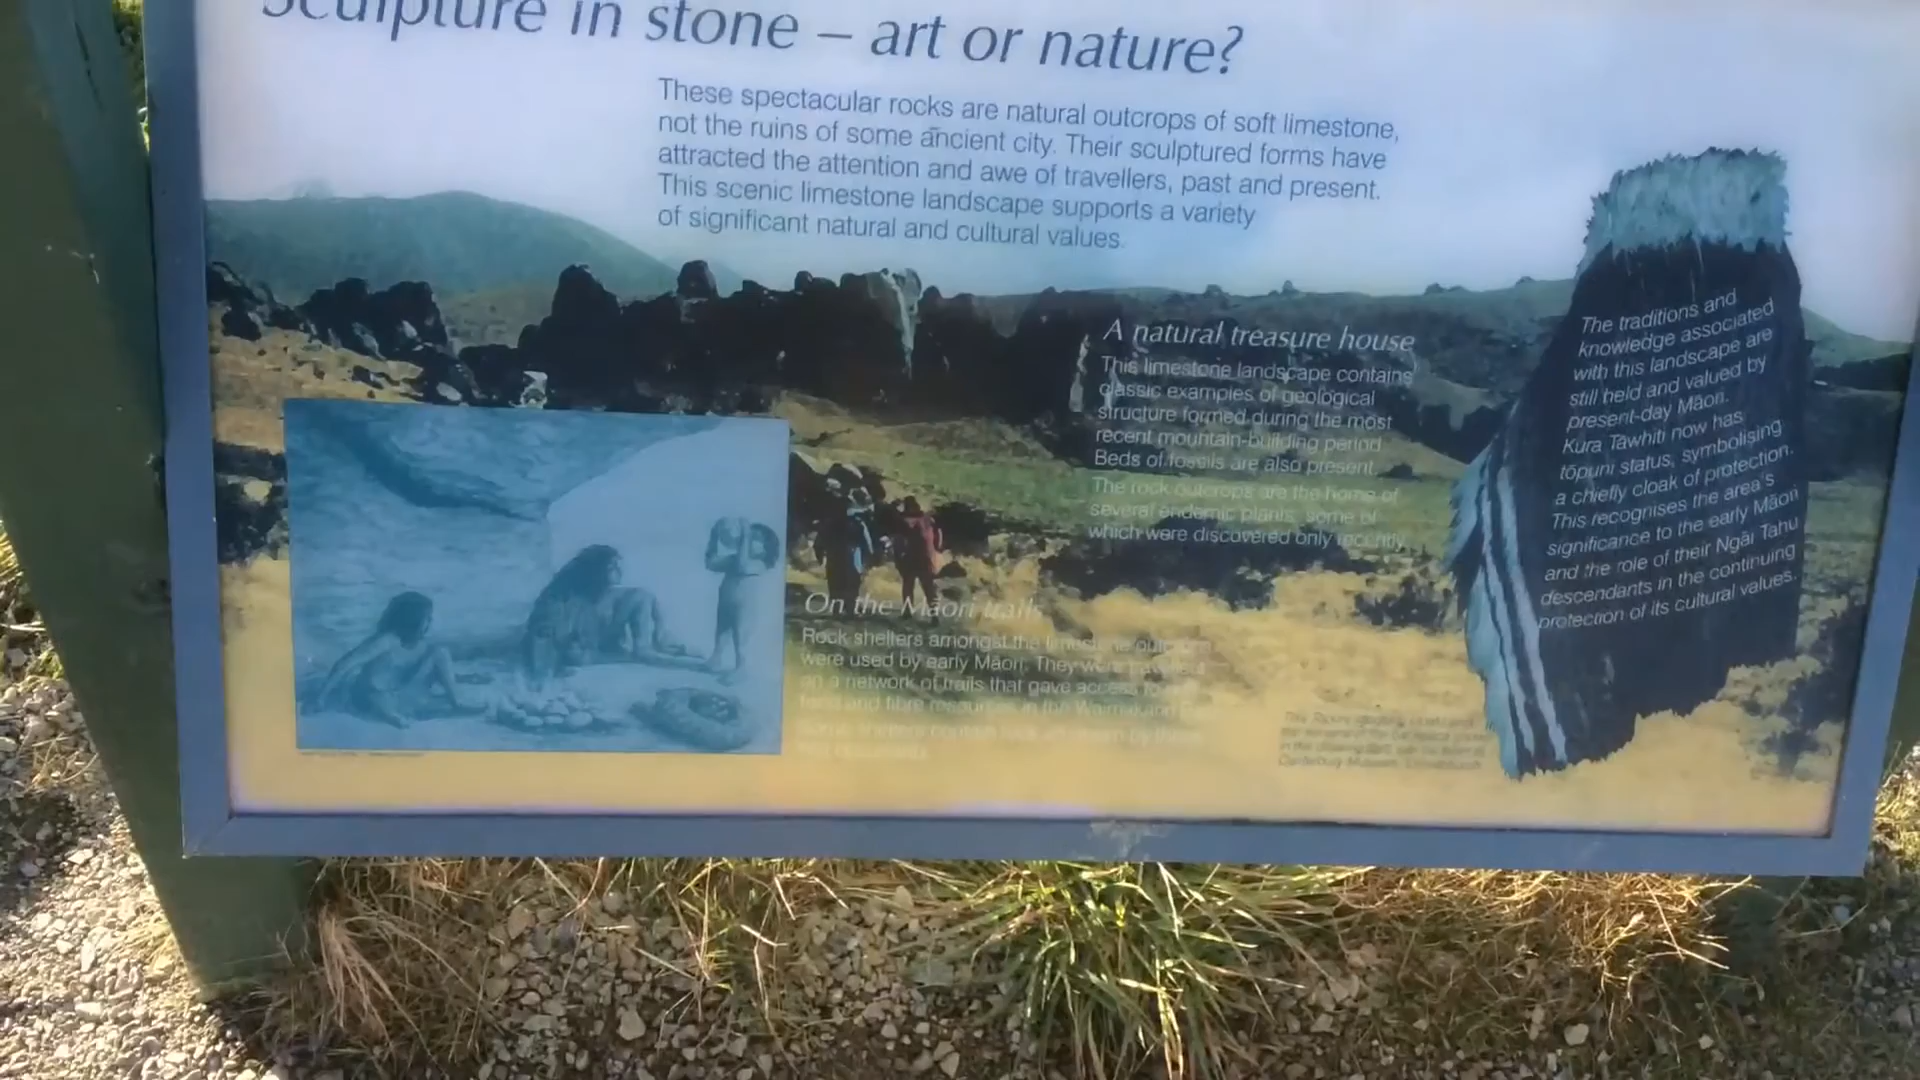 Sculpture in stone – art or nature?
These spectacular rocks are natural outcrops of soft limestone,
not the ruins of some ancient city. Their sculptured forms have
attracted the attention and awe of travellers, past and present.
This scenic limestone landscape supports a variety
of significant natural and cultural values.
A natural treasure house
This limestone landscape contains
classic examples of geological
structure formed during the most
recent mountain-building period
Beds of fossils are also present.
The rock outcrops are the home of
several endemic plants, some of
which were discovered only recently.
On the Māori trails
Rock shelters amongst the limestone
were used by early Māori. They were
on a network of trails that gave access to
food and fibre resources in the Waimakariri
The traditions and
knowledge associated
with this landscape are
still held and valued by
present-day Māori.
Kura Tāwhiti now has
tōpuni status, symbolising
a chiefly cloak of protection.
This recognises the area's
significance to the early Māori
and the role of their Ngāi Tahu
descendants in the continuing
protection of its cultural values.
Canterbury Museum